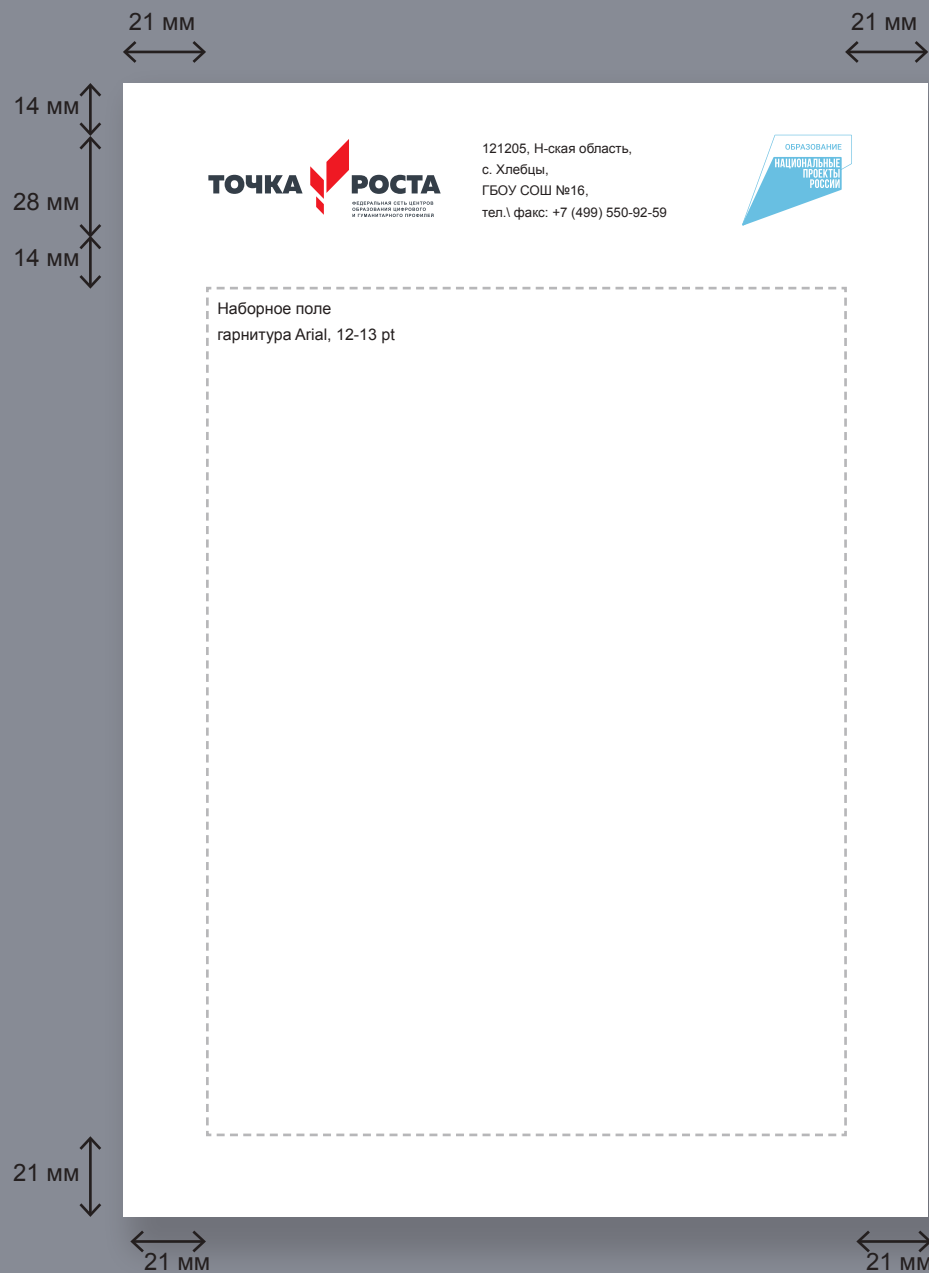 21 мм
21 мм
14 мм
28 мм
14 мм
ТОЧКА РОСТА
ФЕДЕРАЛЬНАЯ СЕТЬ ЦЕНТРОВ
ОБРАЗОВАНИЯ ЦИФРОВОГО
И ГУМАНИТАРНОГО ПРОФИЛЕЙ
121205, Н-ская область,
с. Хлебцы,
ГБОУ СОШ №16,
тел.\ факс: +7 (499) 550-92-59
ОБРАЗОВАНИЕ
НАЦИОНАЛЬНЫЕ
ПРОЕКТЫ
РОССИИ
Наборное поле
гарнитура Arial, 12-13 pt
21 мм
21 мм
21 мм